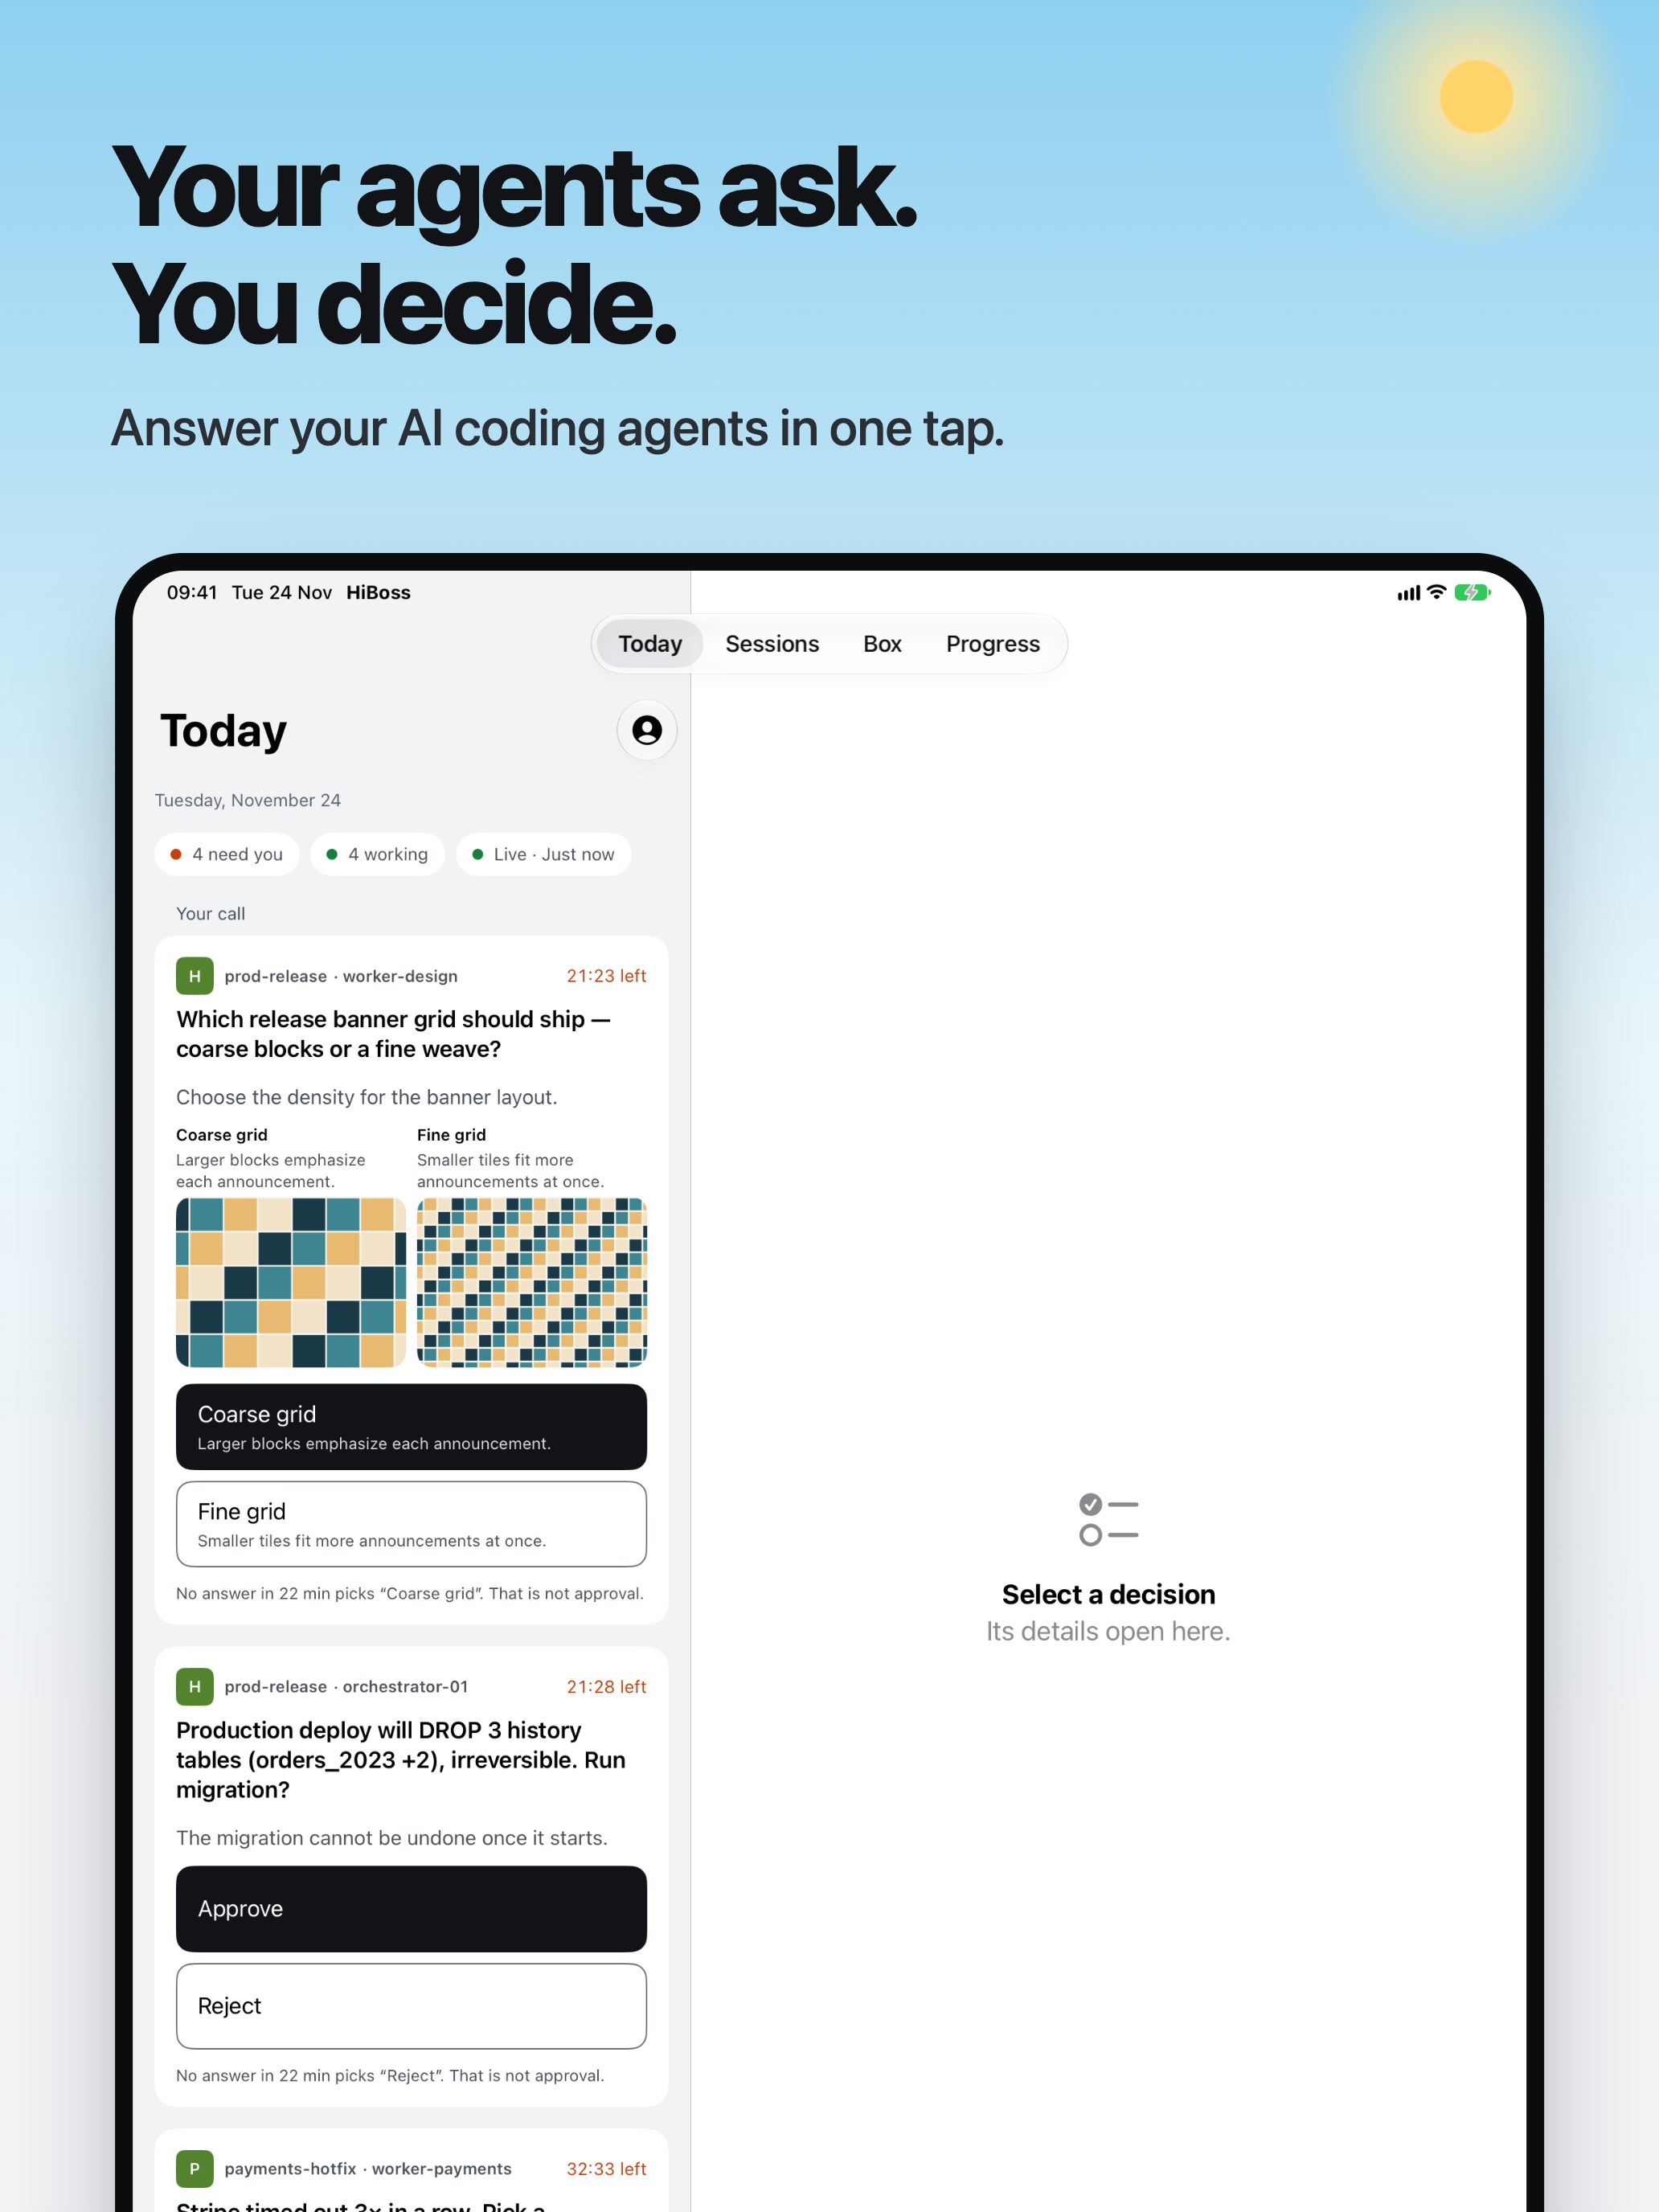 Your agents ask.
You decide.
Answer your AI coding agents in one tap.
09:41 Tue 24 Nov HiBoss
Today Sessions Box Progress
Today
Tuesday, November 24
4 need you 4 working Live · Just now
Your call
H prod-release · worker-design 21:23 left
Which release banner grid should ship —
coarse blocks or a fine weave?
Choose the density for the banner layout.
Coarse grid
Larger blocks emphasize
each announcement.
Fine grid
Smaller tiles fit more
announcements at once.
Coarse grid
Larger blocks emphasize each announcement.
Fine grid
Smaller tiles fit more announcements at once.
No answer in 22 min picks “Coarse grid”. That is not approval.
H prod-release · orchestrator-01 21:28 left
Production deploy will DROP 3 history
tables (orders_2023 +2), irreversible. Run
migration?
The migration cannot be undone once it starts.
Approve
Reject
No answer in 22 min picks “Reject”. That is not approval.
P payments-hotfix · worker-payments 32:33 left
Stripe timed out 3× in a row. Pick a
Select a decision
Its details open here.